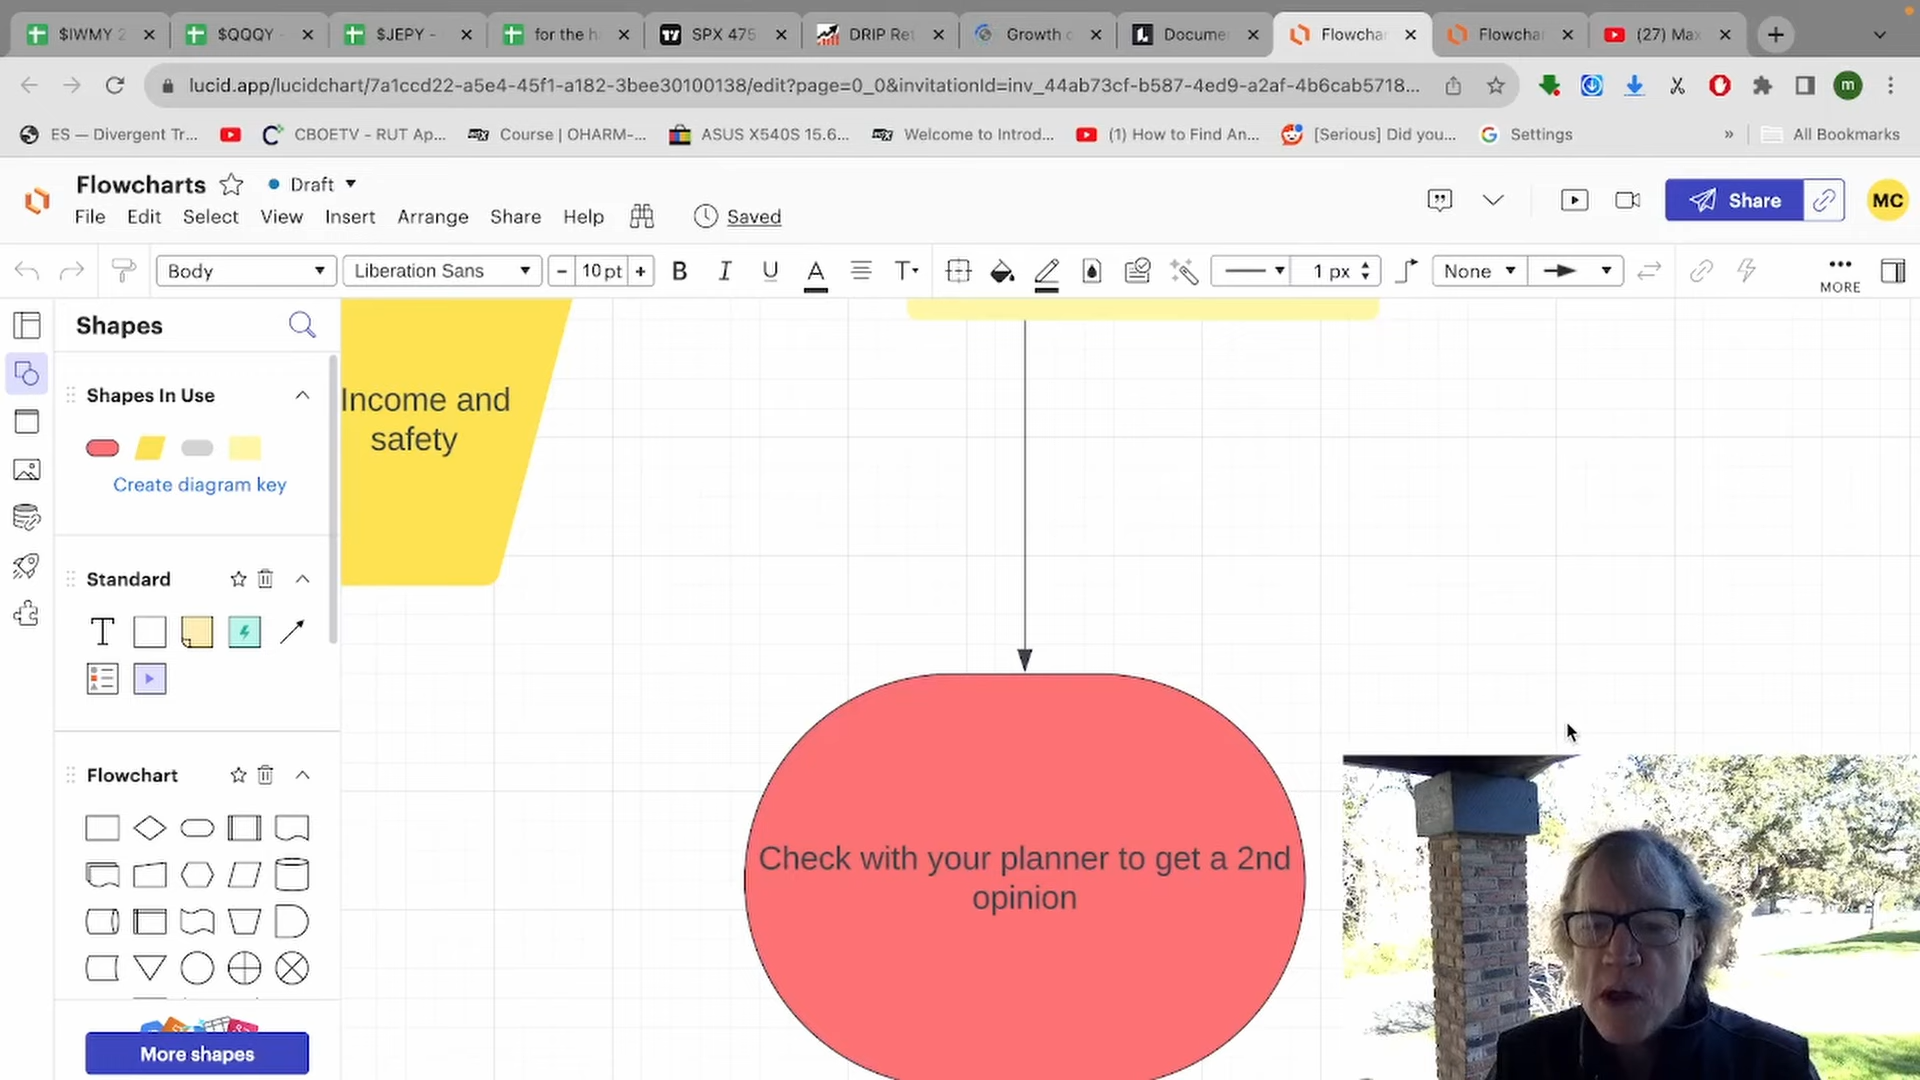 $IWMY 2
$QQQY -
$JEPY -
for the h
SPX 475
DRIP Ret
Growth c
Docume
Flowchar
Flowchar
(27) Max
lucid.app/lucidchart/7a1ccd22-a5e4-45f1-a182-3bee30100138/edit?page=0_0&invitationId=inv_44ab73cf-b587-4ed9-a2af-4b6cab5718...
m
ES — Divergent Tr...
CBOETV - RUT Ap...
Course | OHARM-...
ASUS X540S 15.6...
Welcome to Introd...
(1) How to Find An...
[Serious] Did you...
Settings
»
All Bookmarks
Flowcharts
Draft
File
Edit
Select
View
Insert
Arrange
Share
Help
Saved
Share
MC
Body
Liberation Sans
- 10 pt +
B
I
U
A
T
1 px
None
MORE
Shapes
Shapes In Use
Create diagram key
Standard
T
Flowchart
More shapes
Income and
safety
Check with your planner to get a 2nd
opinion